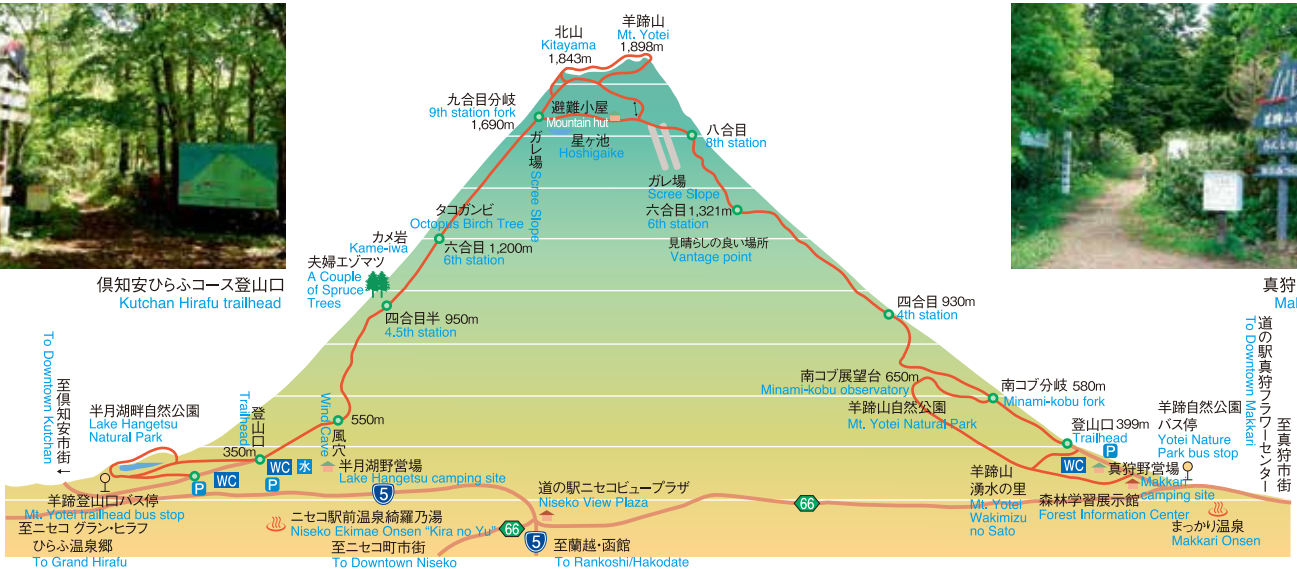 北山
Kitayama
1,843m
羊蹄山
Mt. Yotei
1,898m
九合目分岐
9th station fork
1,690m
避難小屋
Mountain hut
星ヶ池
Hoshigaike
八合目
8th station
ガレ場
Scree Slope
ガレ場
Scree Slope
タコガンビ
Octopus Birch Tree
六合目1,321m
6th station
カメ岩
Kame-iwa
六合目 1,200m
6th station
見晴らしの良い場所
Vantage point
夫婦エゾマツ
A Couple
of Spruce
Trees
倶知安ひらふコース登山口
Kutchan Hirafu trailhead
真狩
Mak
四合目半 950m
4.5th station
四合目 930m
4th station
To Downtown Kutchan
至倶知安市街
←
半月湖畔自然公園
Lake Hangetsu
Natural Park
Trailhead
登山口
350m
Wind Cave
風穴
550m
南コブ展望台 650m
Minami-kobu observatory
南コブ分岐 580m
Minami-kobu fork
羊蹄山自然公園
Mt. Yotei Natural Park
登山口 399m
Trailhead
P
羊蹄自然公園
バス停
Yotei Nature
Park bus stop
To Downtown Makkari
道の駅真狩フラワーセンター
至真狩市街
WC
水
P
WC
P
半月湖野営場
Lake Hangetsu camping site
WC
真狩野営場
Makkari
camping site
羊蹄登山口バス停
Mt. Yotei trailhead bus stop
5
道の駅ニセコビュープラザ
Niseko View Plaza
66
羊蹄山
湧水の里
Mt. Yotei
Wakimizu
no Sato
森林学習展示館
Forest Information Center
至ニセコ グラン・ヒラフ
ひらふ温泉郷
To Grand Hirafu
ニセコ駅前温泉綺羅乃湯
Niseko Ekimae Onsen “Kira no Yu”
66
5
至ニセコ町市街
To Downtown Niseko
至蘭越・函館
To Rankoshi/Hakodate
まっかり温泉
Makkari Onsen